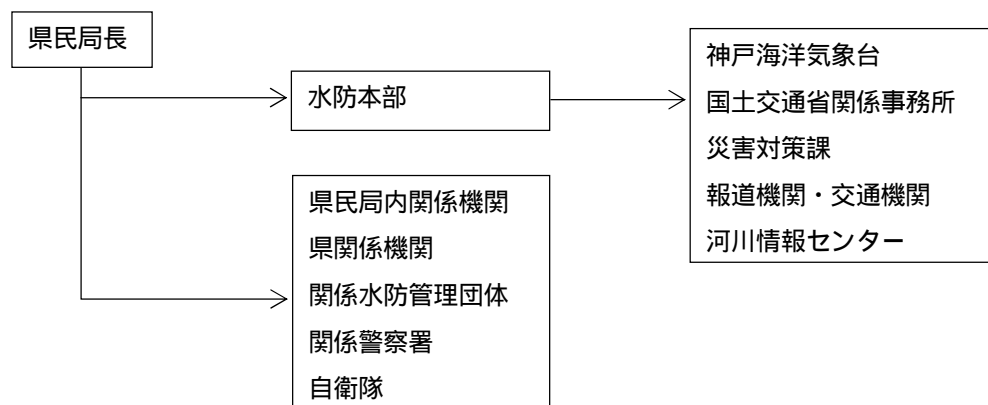 県民局長
水防本部
神戸海洋気象台
国土交通省関係事務所
災害対策課
報道機関・交通機関
河川情報センター
県民局内関係機関
県関係機関
関係水防管理団体
関係警察署
自衛隊